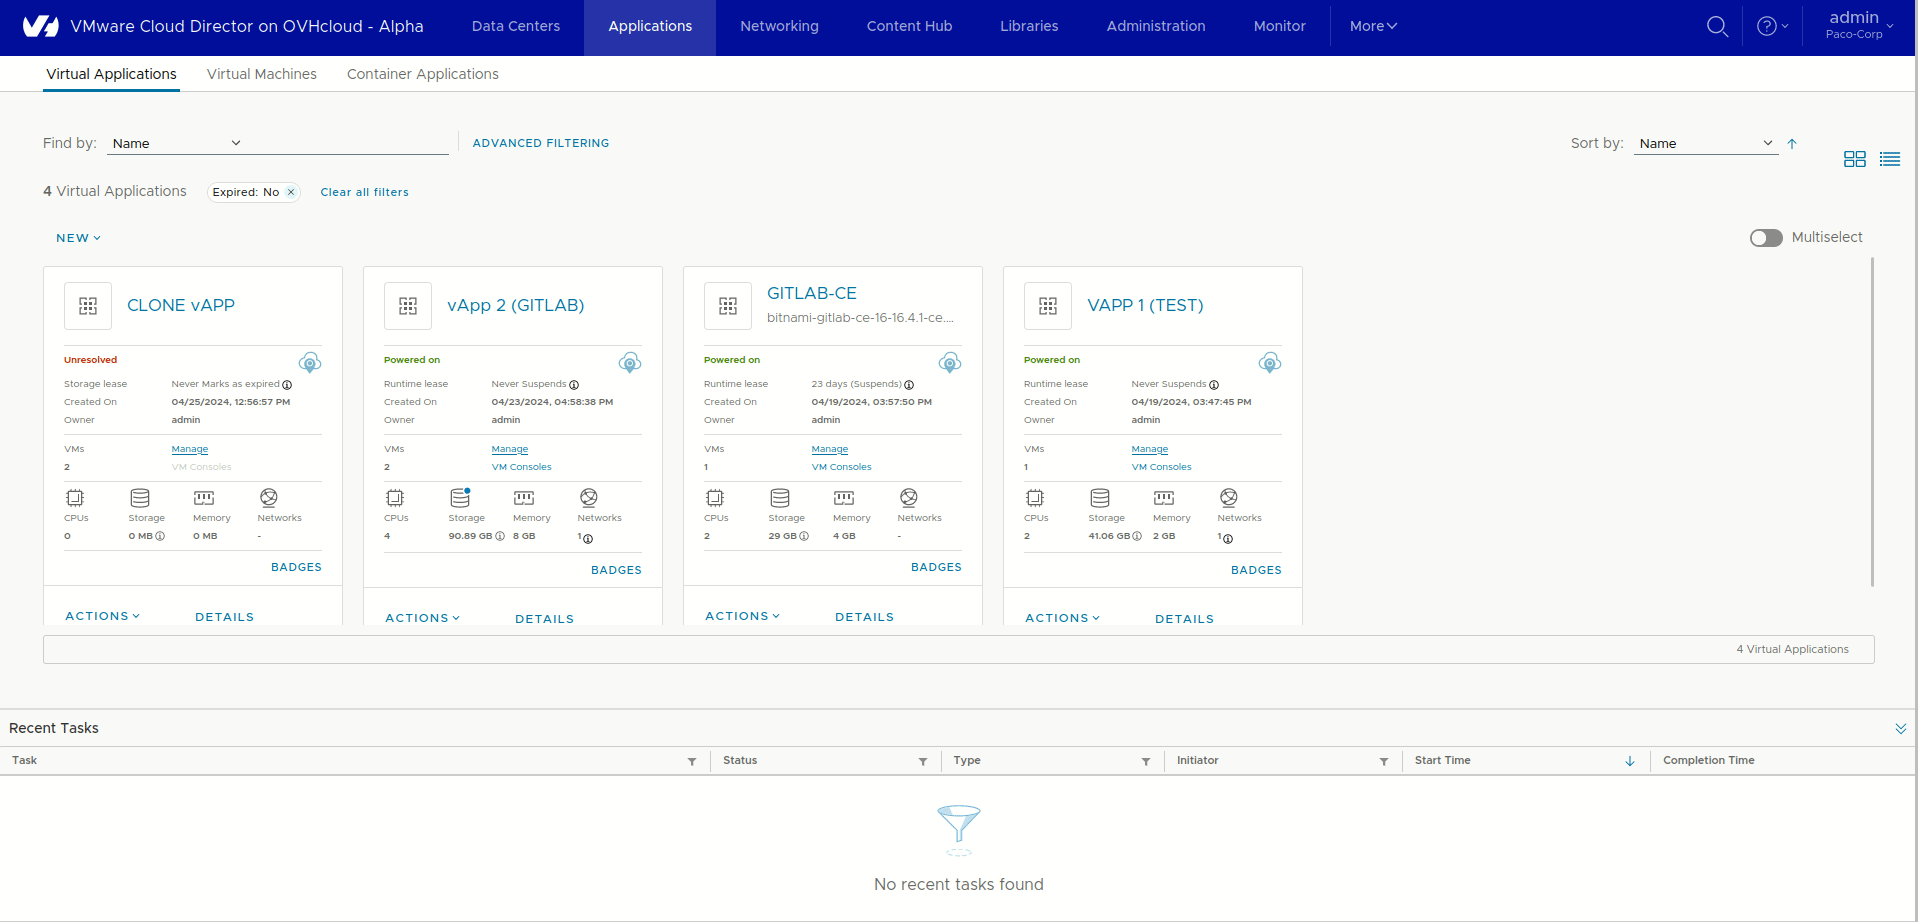 VMware Cloud Director on OVHcloud - Alpha
Data Centers
Applications
Networking
Content Hub
Libraries
Administration
Monitor
More
admin
Paco-Corp
Virtual Applications
Virtual Machines
Container Applications
Find by:
Name
ADVANCED FILTERING
Sort by:
Name
4 Virtual Applications
Expired: No
Clear all filters
NEW
Multiselect
CLONE vAPP
Unresolved
Storage lease Never Marks as expired
Created On 04/25/2024, 12:56:57 PM
Owner admin
VMs Manage
2 VM Consoles
CPUs Storage Memory Networks
0 0 MB 0 MB -
BADGES
ACTIONS DETAILS
vApp 2 (GITLAB)
Powered on
Runtime lease Never Suspends
Created On 04/23/2024, 04:58:38 PM
Owner admin
VMs Manage
2 VM Consoles
CPUs Storage Memory Networks
4 90.89 GB 8 GB 1
BADGES
ACTIONS DETAILS
GITLAB-CE
bitnami-gitlab-ce-16-16.4.1-ce....
Powered on
Runtime lease 23 days (Suspends)
Created On 04/19/2024, 03:57:50 PM
Owner admin
VMs Manage
1 VM Consoles
CPUs Storage Memory Networks
2 29 GB 4 GB -
BADGES
ACTIONS DETAILS
VAPP 1 (TEST)
Powered on
Runtime lease Never Suspends
Created On 04/19/2024, 03:47:45 PM
Owner admin
VMs Manage
1 VM Consoles
CPUs Storage Memory Networks
2 41.06 GB 2 GB 1
BADGES
ACTIONS DETAILS
4 Virtual Applications
Recent Tasks
Task
Status
Type
Initiator
Start Time
Completion Time
No recent tasks found